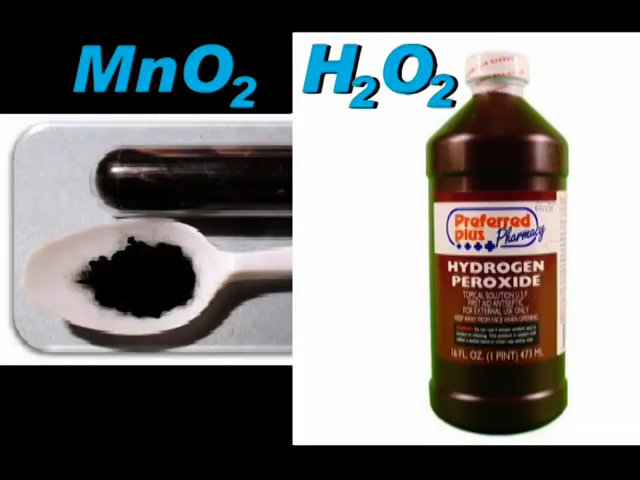 MnO₂
H₂O₂
Preferred
plus Pharmacy
HYDROGEN
PEROXIDE
TOPICAL SOLUTION U.S.P.
FIRST AID ANTISEPTIC
FOR EXTERNAL USE ONLY
KEEP AWAY FROM FACE WHEN OPENING
16 FL. OZ. (1 PINT) 473 ML